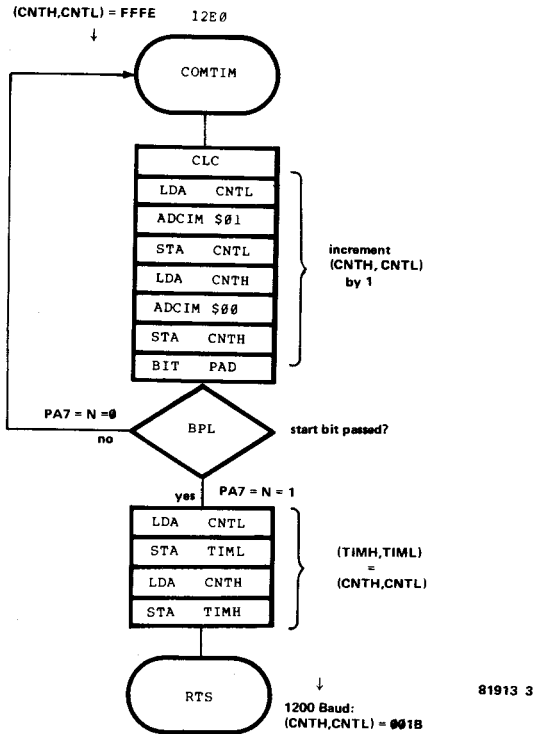 (CNTH,CNTL) = FFFE
12E0
↓
COMTIM
CLC
LDA CNTL
ADCIM $01
STA CNTL
LDA CNTH
ADCIM $00
STA CNTH
BIT PAD
increment
(CNTH, CNTL)
by 1
PA7 = N = 0
no
BPL
start bit passed?
yes
PA7 = N = 1
LDA CNTL
STA TIML
LDA CNTH
STA TIMH
(TIMH,TIML)
=
(CNTH,CNTL)
RTS
↓
1200 Baud:
(CNTH,CNTL) = 001B
81913 3